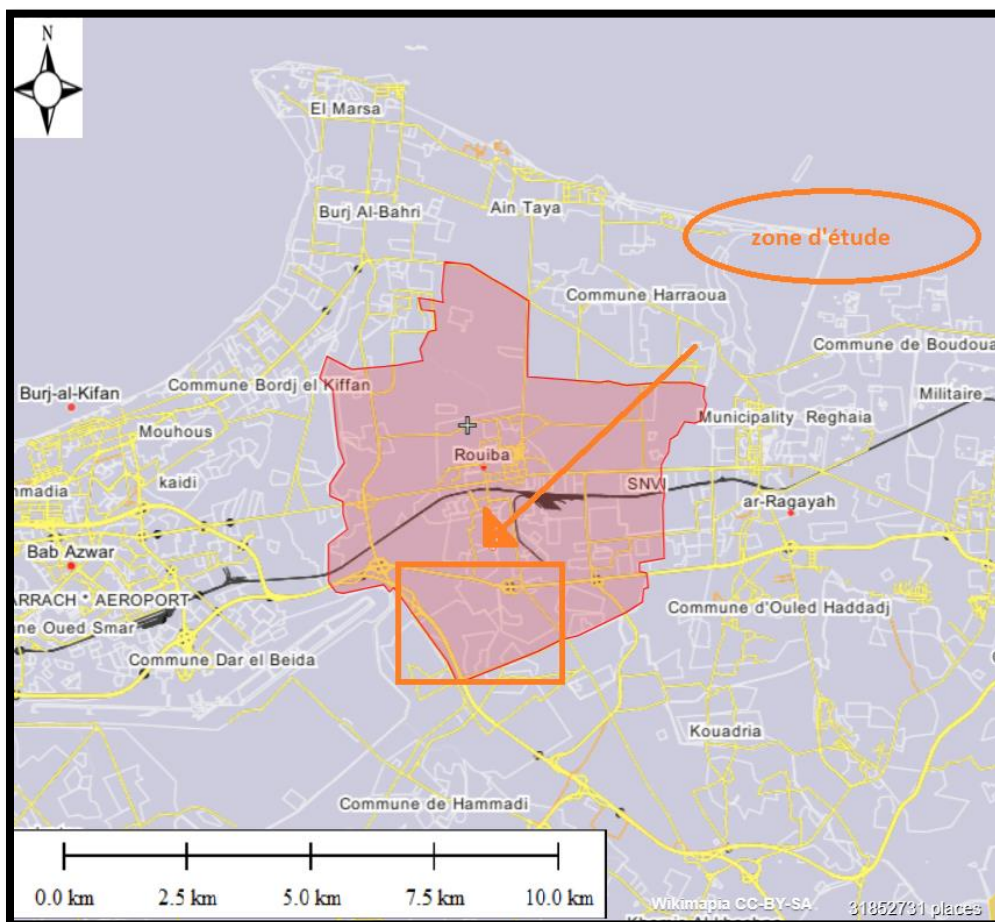 N
El Marsa
Burj Al-Bahri
Ain Taya
zone d'étude
Commune Harraoua
Commune de Boudoua
Burj-al-Kifan
Commune Bordj el Kiffan
Militaire
Mouhous
Municipality Reghaia
Rouiba
mmadia
kaidi
SNVI
ar-Ragayah
Bab Azwar
ARRACH * AEROPORT
ne Oued Smar
Commune d'Ouled Haddadj
Commune Dar el Beida
Kouadria
Commune de Hammadi
0.0 km 2.5 km 5.0 km 7.5 km 10.0 km
Wikimapia CC-BY-SA
31852731 places